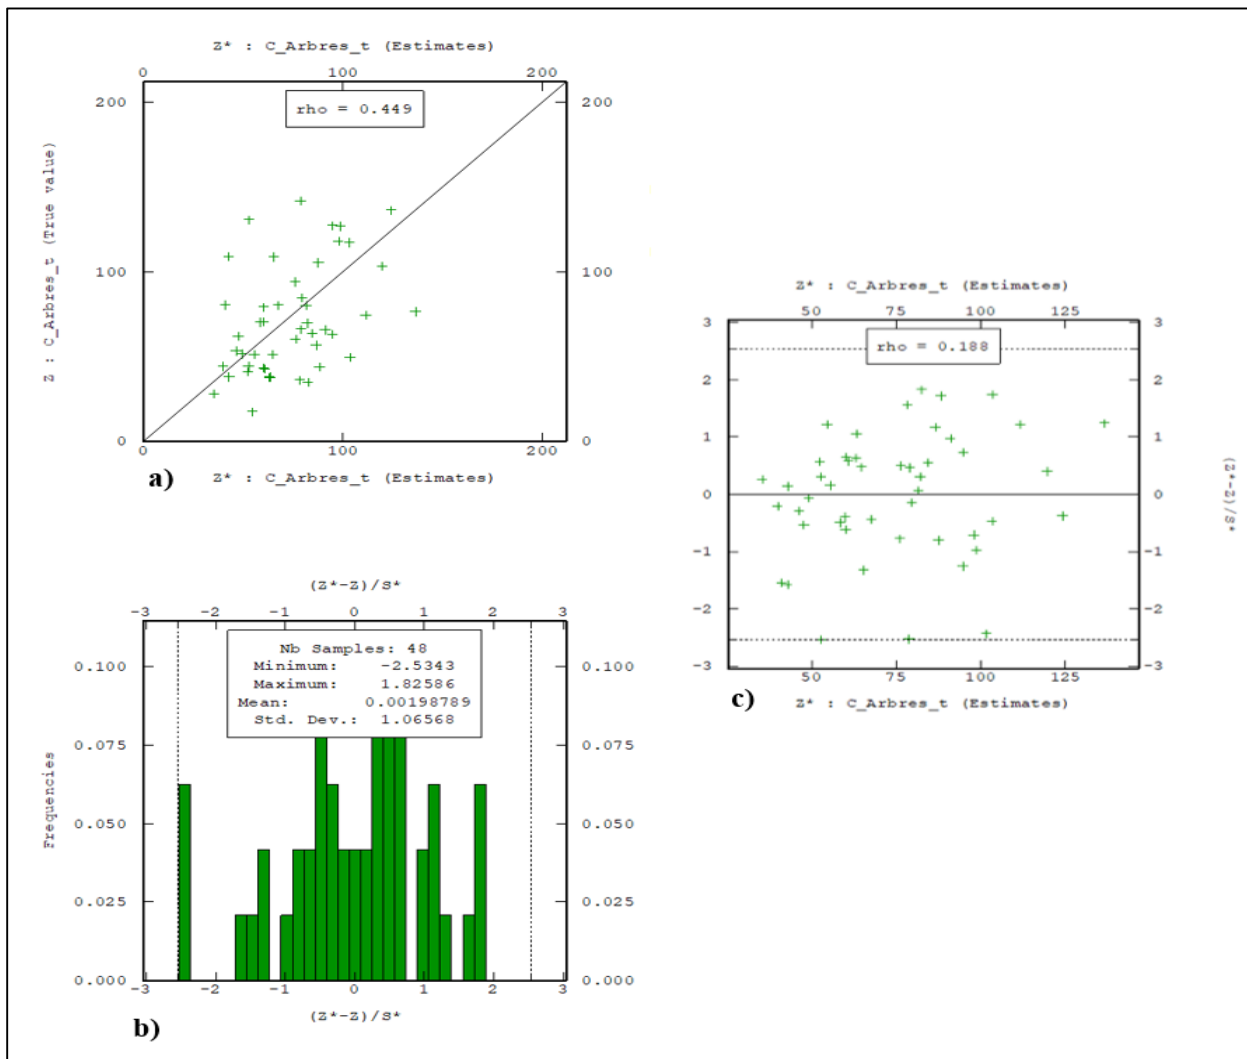 Z* : C_Arbres_t (Estimates)
0 100 200
rho = 0.449
200 200
Z : C_Arbres_t (True value)
100 100
0 0
0 100 200
a) Z* : C_Arbres_t (Estimates)
Z* : C_Arbres_t (Estimates)
50 75 100 125
3 3
rho = 0.188
2 2
1 1
0 0
(Z*-Z)/S*
-1 -1
-2 -2
-3 -3
50 75 100 125
c) Z* : C_Arbres_t (Estimates)
(Z*-Z)/S*
-3 -2 -1 0 1 2 3
Nb Samples: 48
Minimum: -2.5343
Maximum: 1.82586
Mean: 0.00198789
Std. Dev.: 1.06568
0.100 0.100
0.075 0.075
Frequencies
0.050 0.050
0.025 0.025
0.000 0.000
-3 -2 -1 0 1 2 3
b) (Z*-Z)/S*